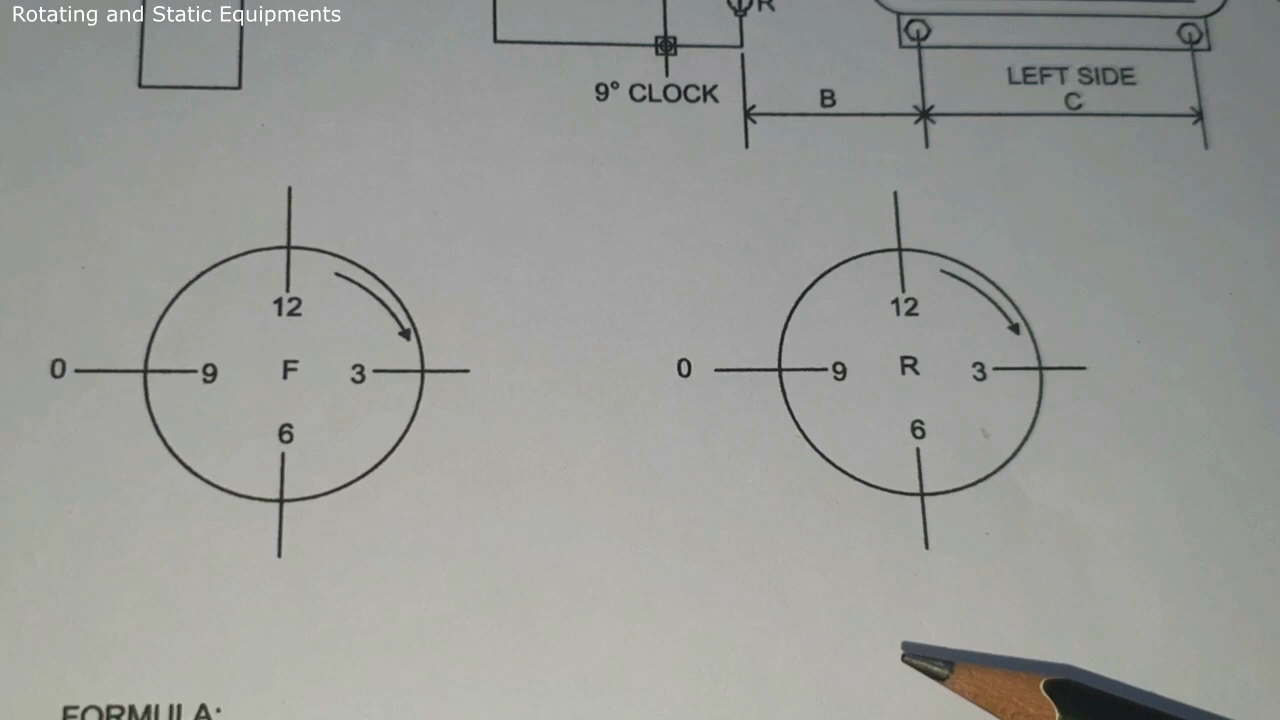 Rotating and Static Equipments
R
9° CLOCK
B
LEFT SIDE
C
12
0 9 F 3
6
12
0 9 R 3
6
FORMULA: